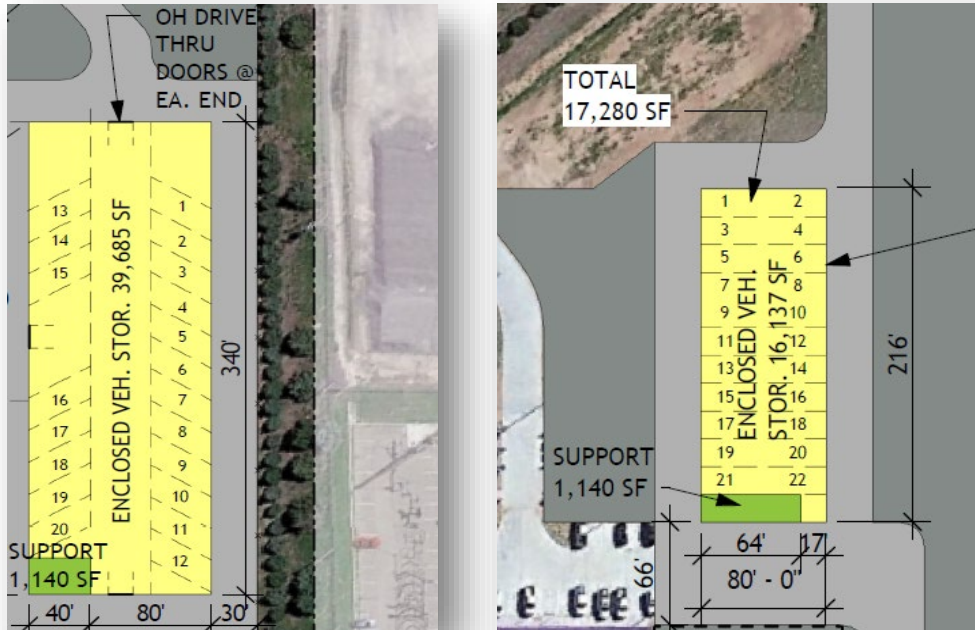 OH DRIVE
THRU
DOORS @
EA. END
13
14
15
16
17
18
19
20
ENCLOSED VEH. STOR. 39,685 SF
1
2
3
4
5
6
7
8
9
10
11
12
340'
SUPPORT
1,140 SF
40'
80'
30'
TOTAL
17,280 SF
1 2
3 4
5 6
7 8
9 10
11 12
13 14
15 16
17 18
19 20
21 22
ENCLOSED VEH.
STOR. 16,137 SF
216'
SUPPORT
1,140 SF
64' 17'
80' - 0"
66'